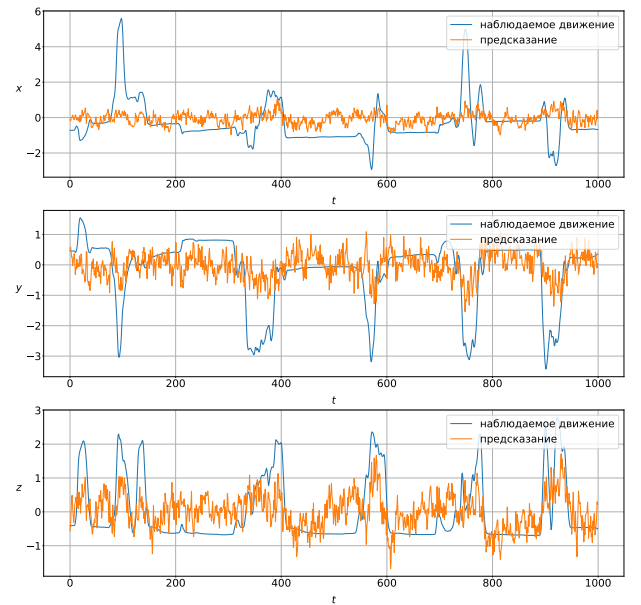 6
4
2
0
−2
x
наблюдаемое движение
предсказание
0 200 400 600 800 1000
t
1
0
−1
−2
−3
y
наблюдаемое движение
предсказание
0 200 400 600 800 1000
t
3
2
1
0
−1
z
наблюдаемое движение
предсказание
0 200 400 600 800 1000
t